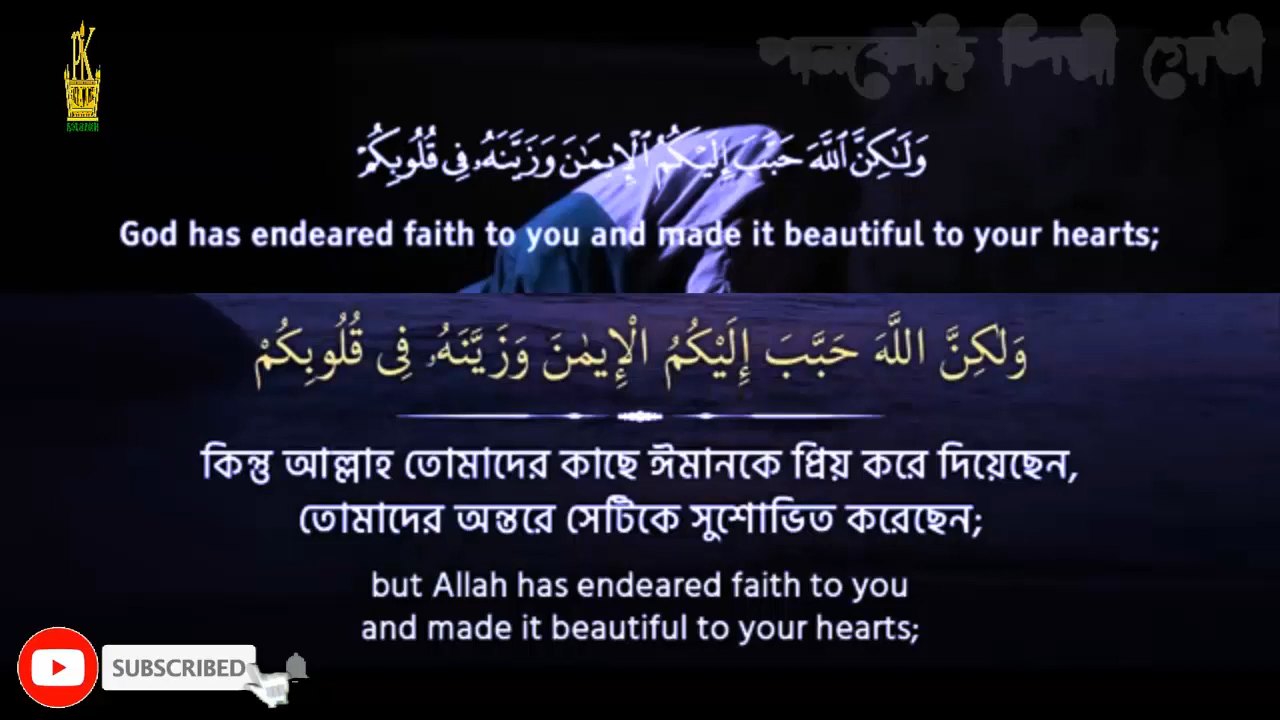 PK
পানকৌড়ি শিল্পী গোষ্ঠী
وَلَـٰكِنَّ ٱللَّهَ حَبَّبَ إِلَيْكُمُ ٱلْإِيمَـٰنَ وَزَيَّنَهُۥ فِى قُلُوبِكُمْ
God has endeared faith to you and made it beautiful to your hearts;
وَلٰكِنَّ اللَّهَ حَبَّبَ إِلَيْكُمُ الْإِيمٰنَ وَزَيَّنَهُۥ فِى قُلُوبِكُمْ
কিন্তু আল্লাহ তোমাদের কাছে ঈমানকে প্রিয় করে দিয়েছেন,
তোমাদের অন্তরে সেটিকে সুশোভিত করেছেন;
but Allah has endeared faith to you
and made it beautiful to your hearts;
SUBSCRIBED